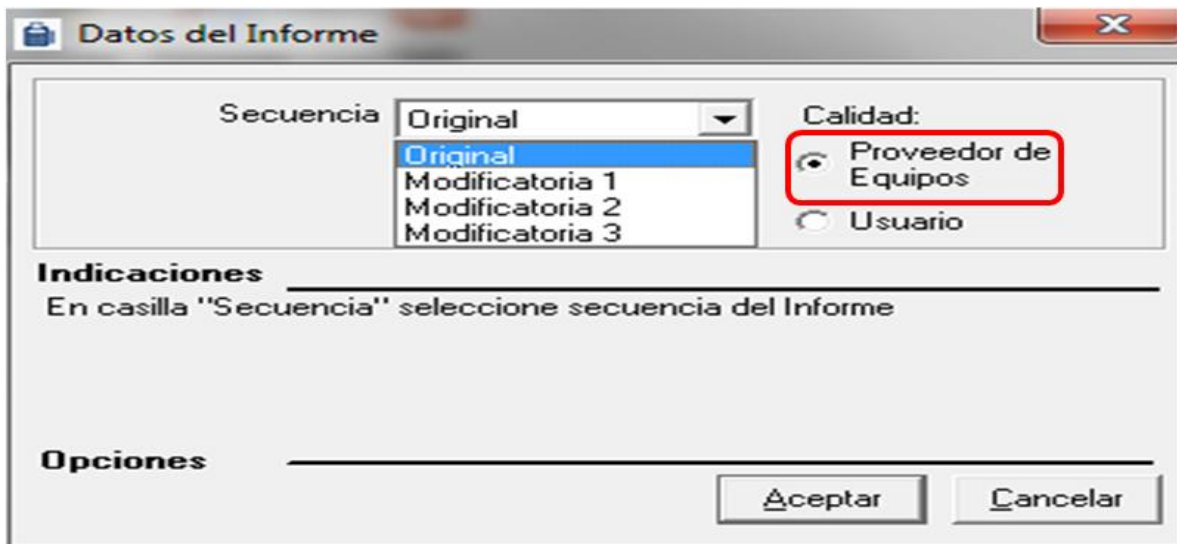 Datos del Informe
Secuencia
Original
Original
Modificatoria 1
Modificatoria 2
Modificatoria 3
Calidad:
Proveedor de
Equipos
Usuario
Indicaciones
En casilla "Secuencia" seleccione secuencia del Informe
Opciones
Aceptar
Cancelar